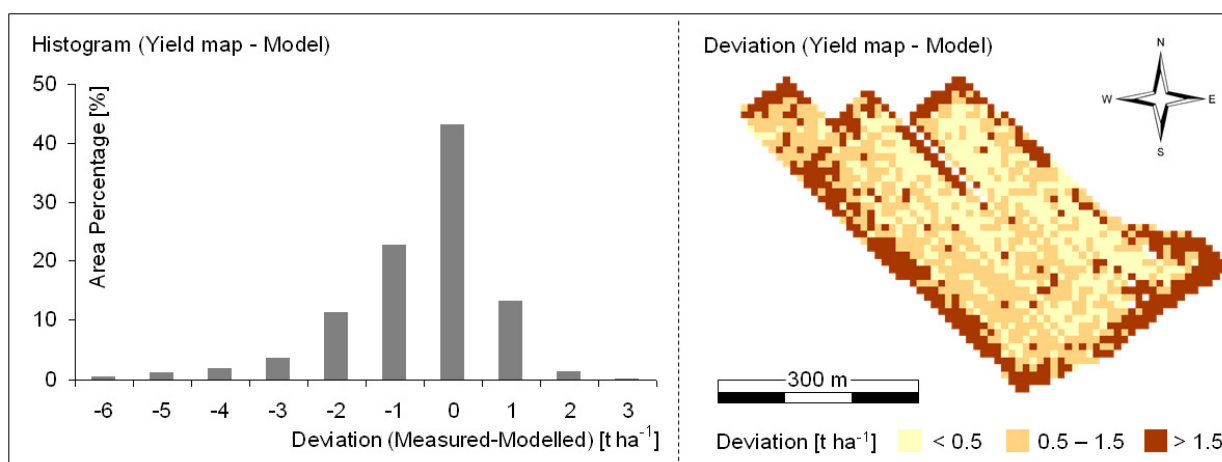 Histogram (Yield map - Model)
50
40
30
20
10
0
Area Percentage [%]
-6 -5 -4 -3 -2 -1 0 1 2 3
Deviation (Measured-Modelled) [t ha⁻¹]
Deviation (Yield map - Model)
N
W E
S
300 m
Deviation [t ha⁻¹] < 0.5 0.5 – 1.5 > 1.5